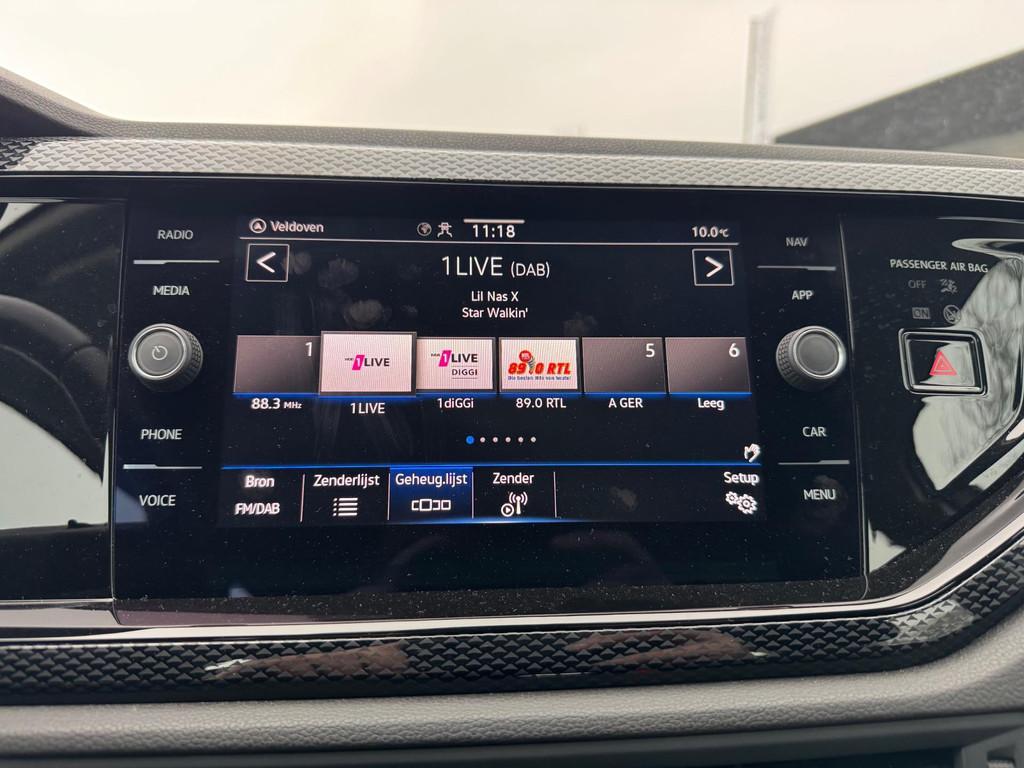 RADIO
MEDIA
PHONE
VOICE
Veldoven
11:18
10.0°C
1LIVE (DAB)
Lil Nas X
Star Walkin'
1
WDR 1LIVE
WDR 1LIVE
DIGGI
89.0 RTL
5
6
88.3 MHz
1LIVE
1diGGi
89.0 RTL
A GER
Leeg
Bron
FM/DAB
Zenderlijst
Geheug.lijst
Zender
Setup
NAV
APP
CAR
MENU
PASSENGER AIR BAG
OFF
ON